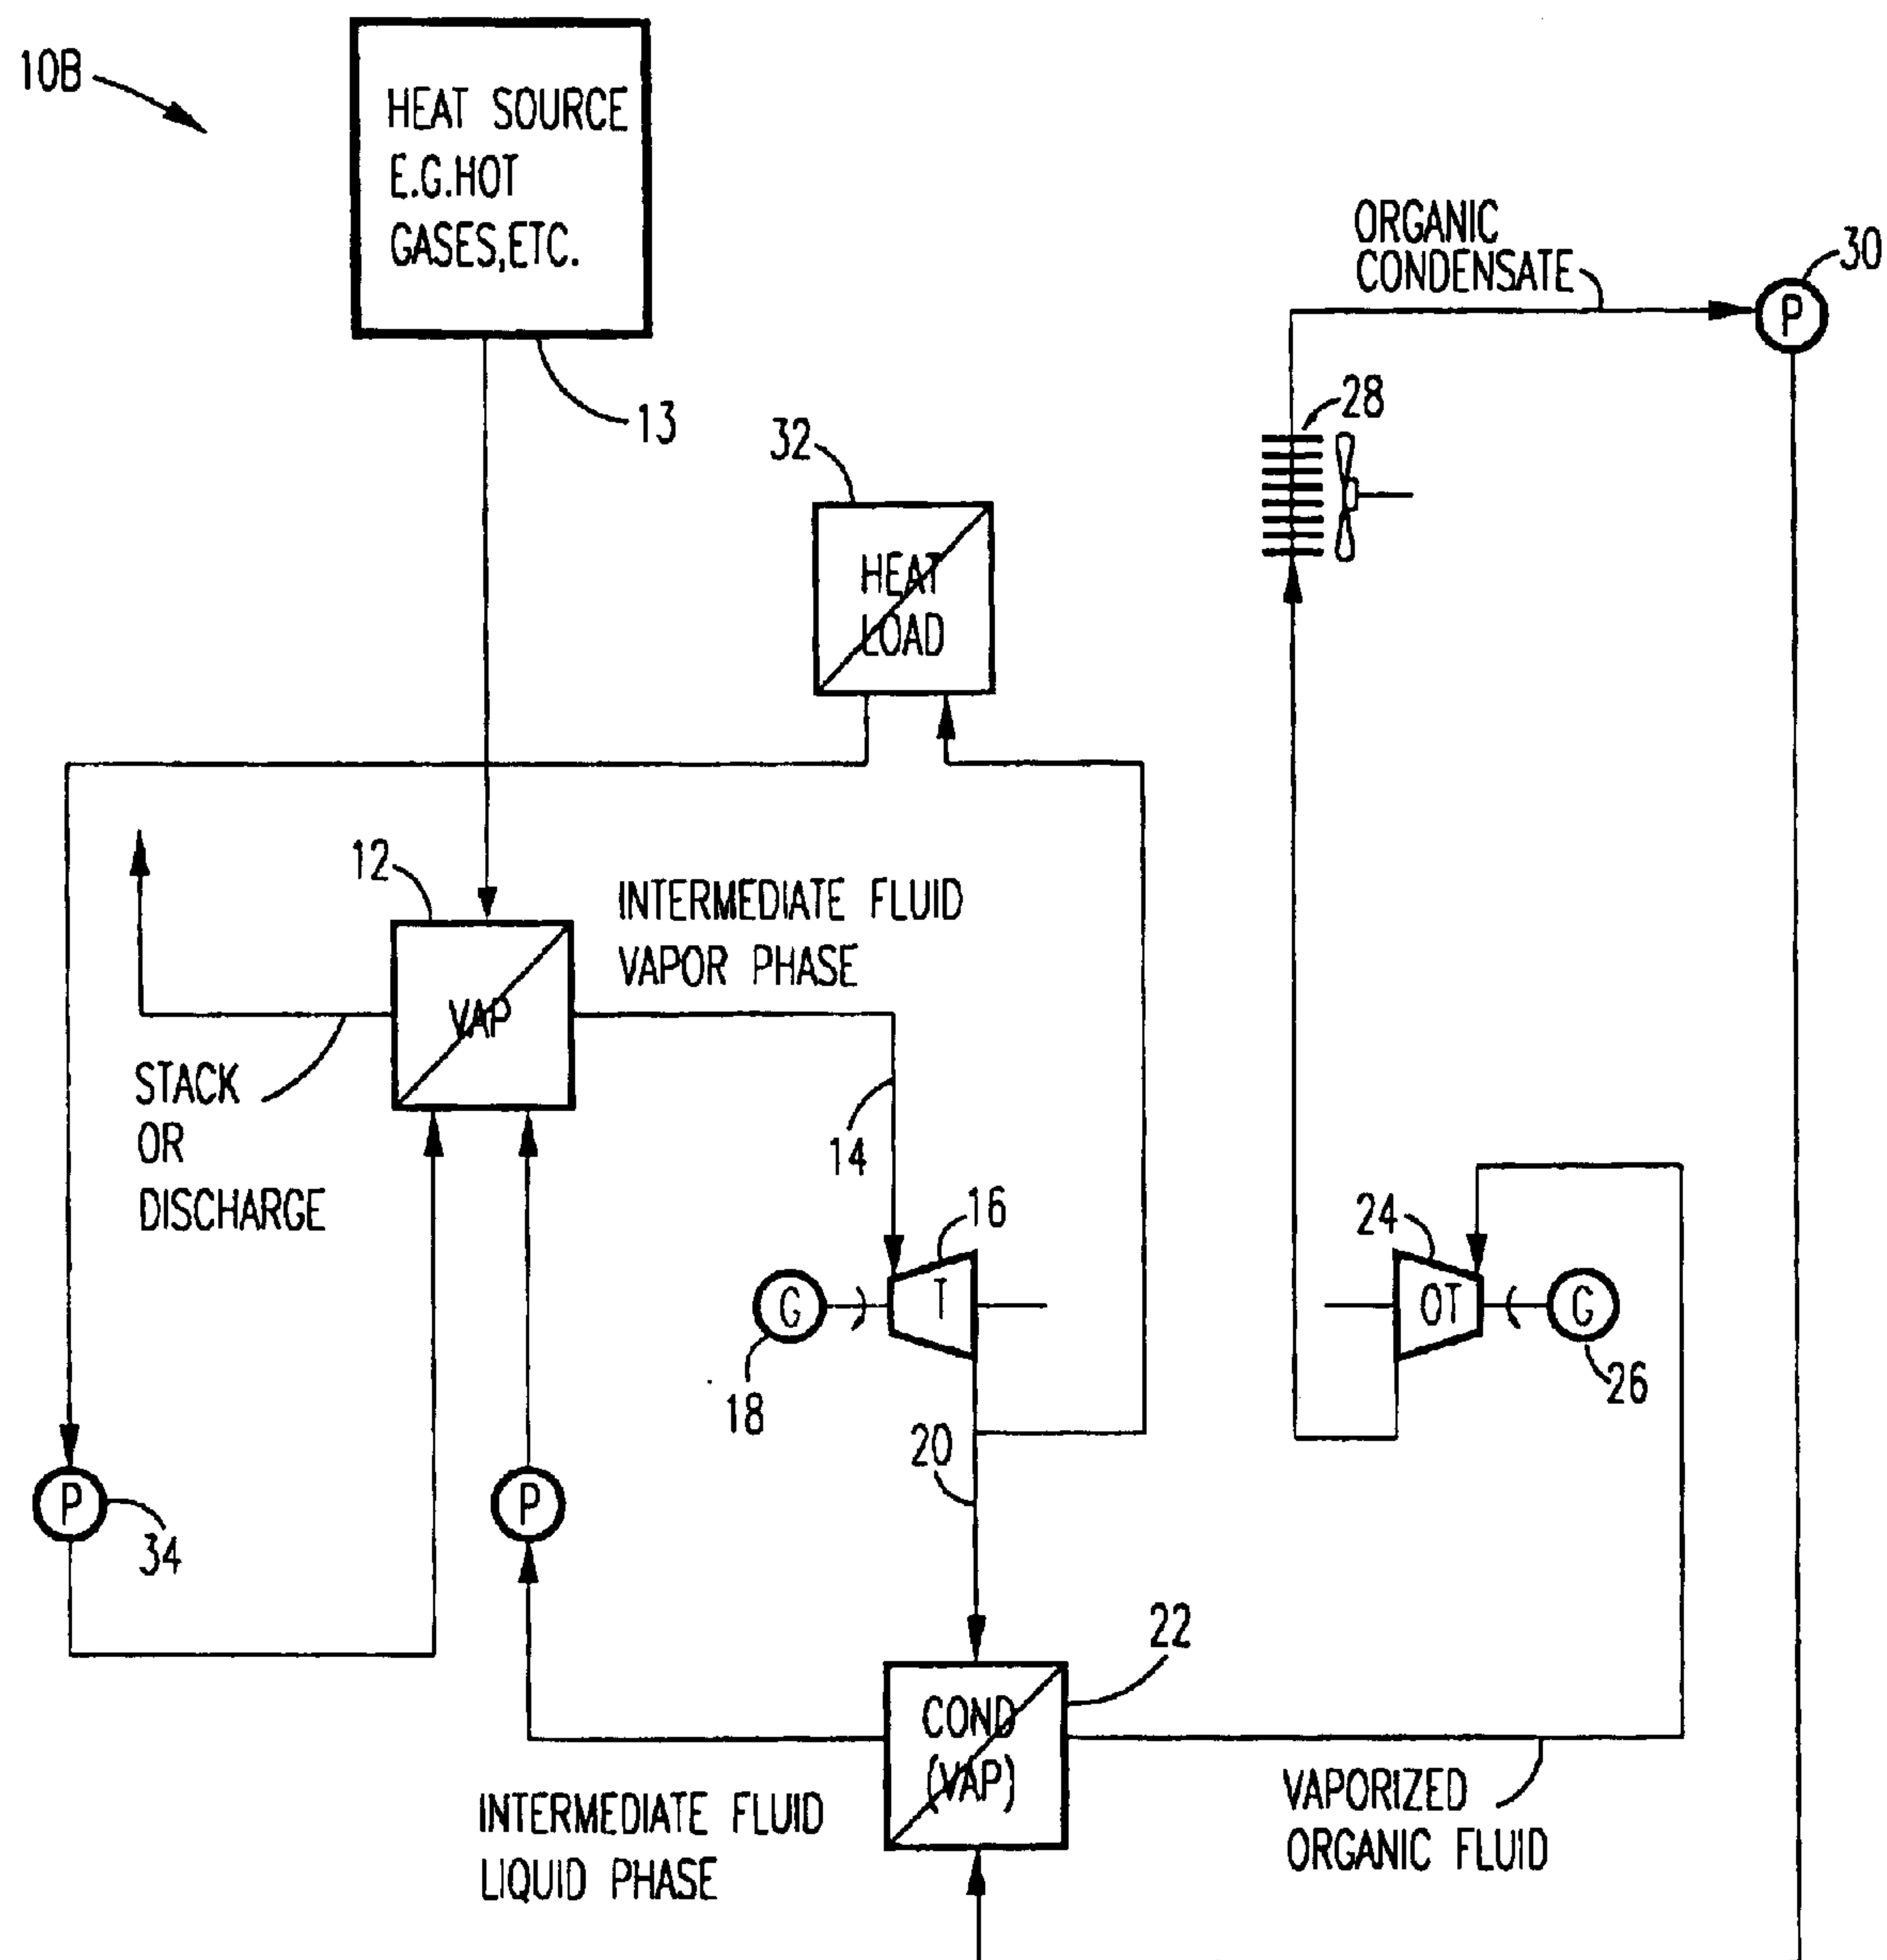 10B
HEAT SOURCE
E.G.HOT
GASES,ETC.
13
ORGANIC
CONDENSATE
30
P
28
32
HEAT
LOAD
12
INTERMEDIATE FLUID
VAPOR PHASE
VAP
STACK
OR
DISCHARGE
14
16
T
G
18
24
OT
G
26
20
P
34
P
22
COND
(VAP)
INTERMEDIATE FLUID
LIQUID PHASE
VAPORIZED
ORGANIC FLUID